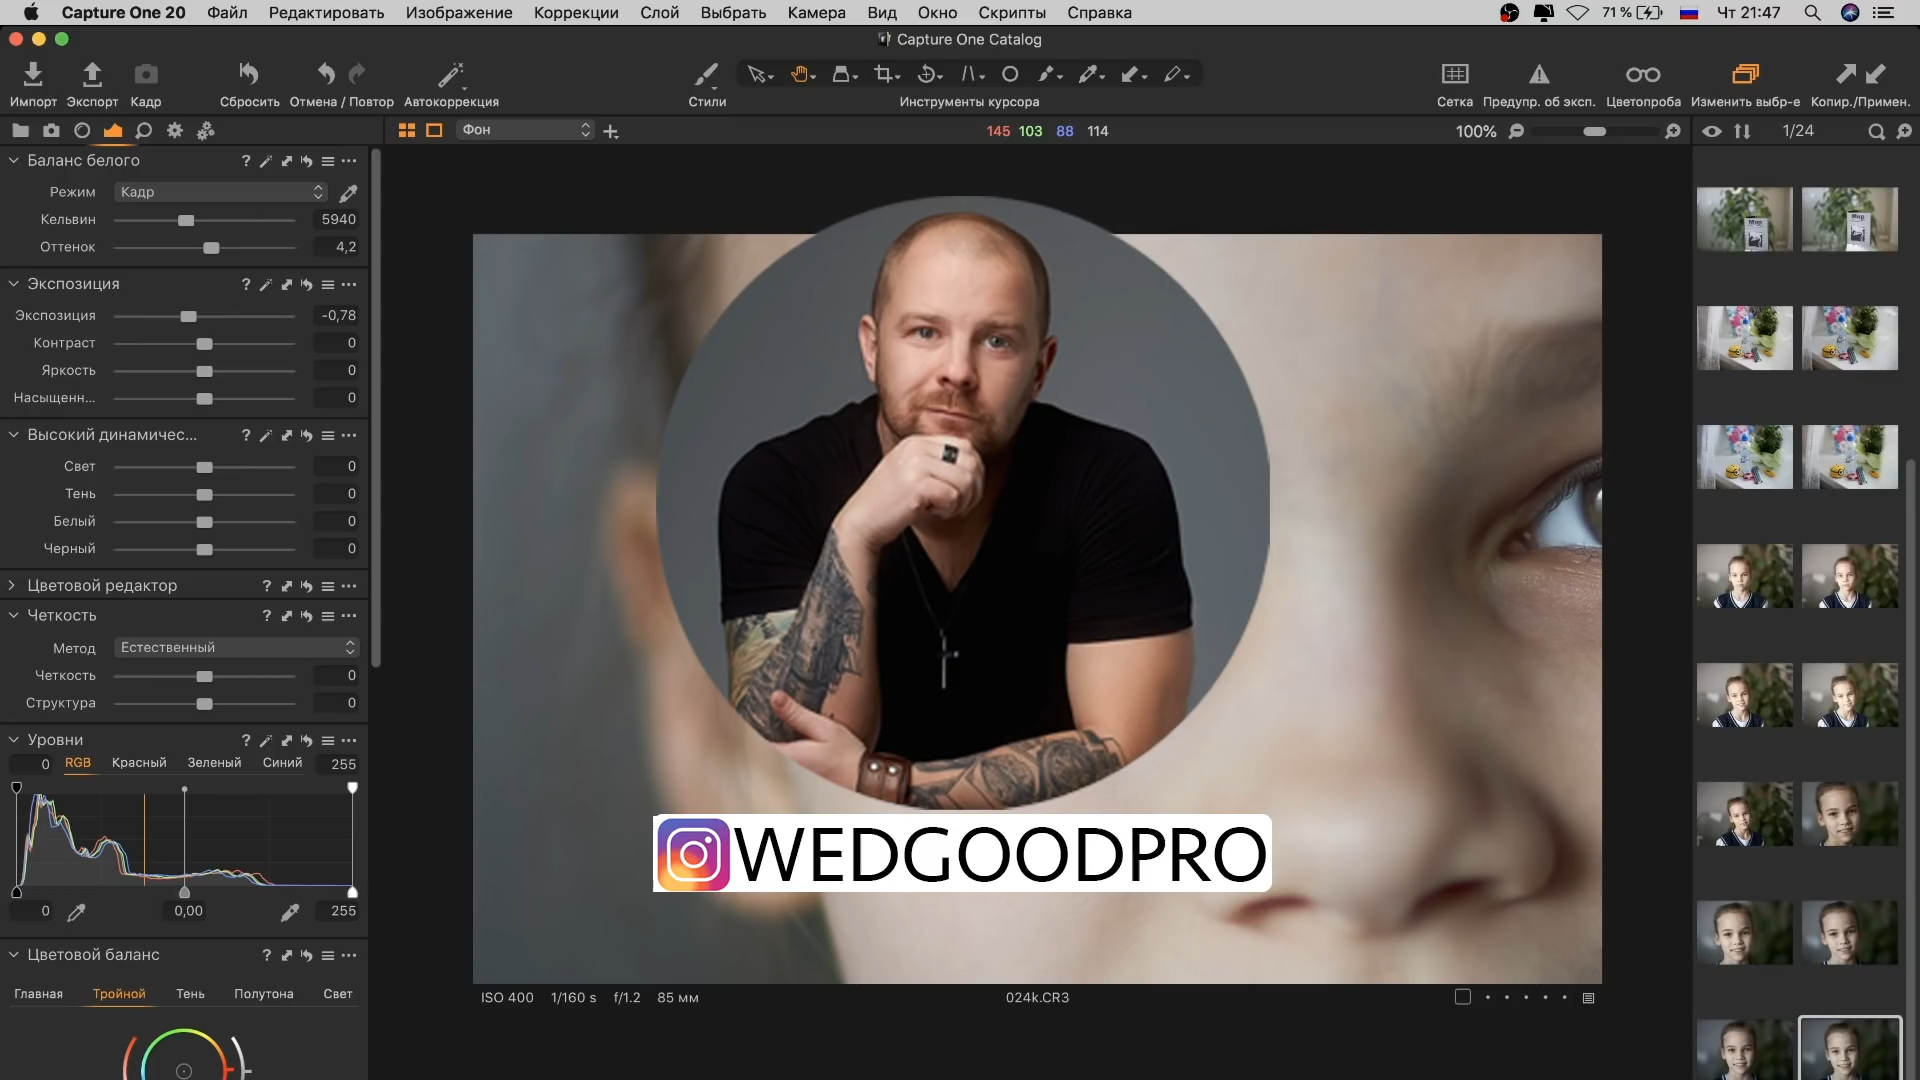 Capture One 20 Файл Редактировать Изображение Коррекции Слой Выбрать Камера Вид Окно Скрипты Справка 71 % Чт 21:47
Capture One Catalog
Импорт Экспорт Кадр Сбросить Отмена / Повтор Автокоррекция Стили Инструменты курсора Сетка Предупр. об эксп. Цветопроба Изменить выбр-е Копир./Примен.
Фон 145 103 88 114 100% 1/24
Баланс белого ?
Режим Кадр
Кельвин 5940
Оттенок 4,2
Экспозиция ?
Экспозиция -0,78
Контраст 0
Яркость 0
Насыщенн... 0
Высокий динамичес... ?
Свет 0
Тень 0
Белый 0
Черный 0
Цветовой редактор ?
Четкость ?
Метод Естественный
Четкость 0
Структура 0
Уровни ?
0 RGB Красный Зеленый Синий 255
0 0,00 255
Цветовой баланс ?
Главная Тройной Тень Полутона Свет
WEDGOODPRO
ISO 400 1/160 s f/1.2 85 мм 024k.CR3